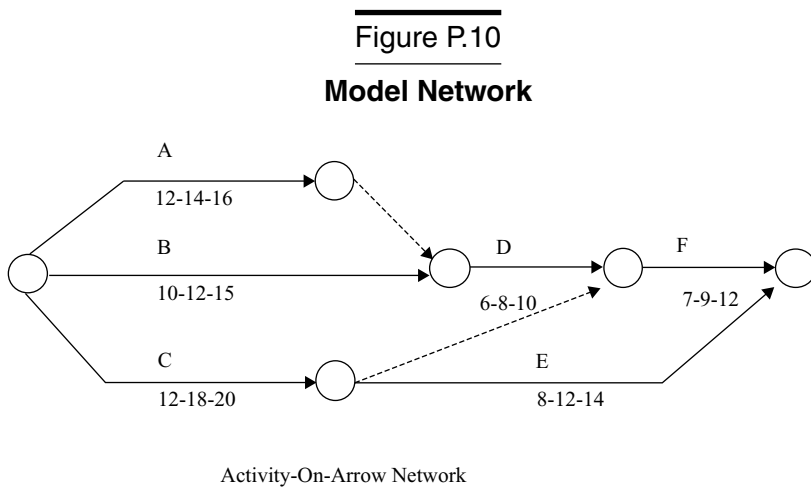 Figure P.10
Model Network
A
12-14-16
B
10-12-15
D
6-8-10
F
7-9-12
C
12-18-20
E
8-12-14
Activity-On-Arrow Network